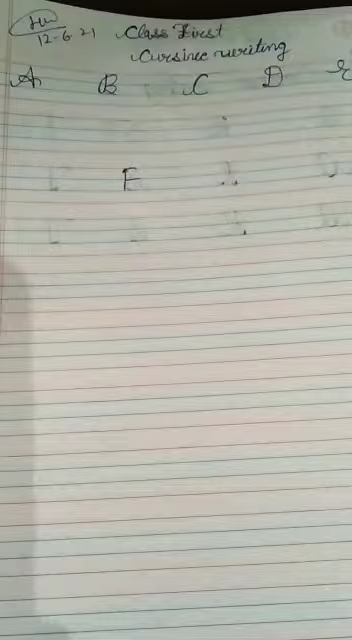 HW
12-6-21 Class First
Cursive writing
A B C D E
F